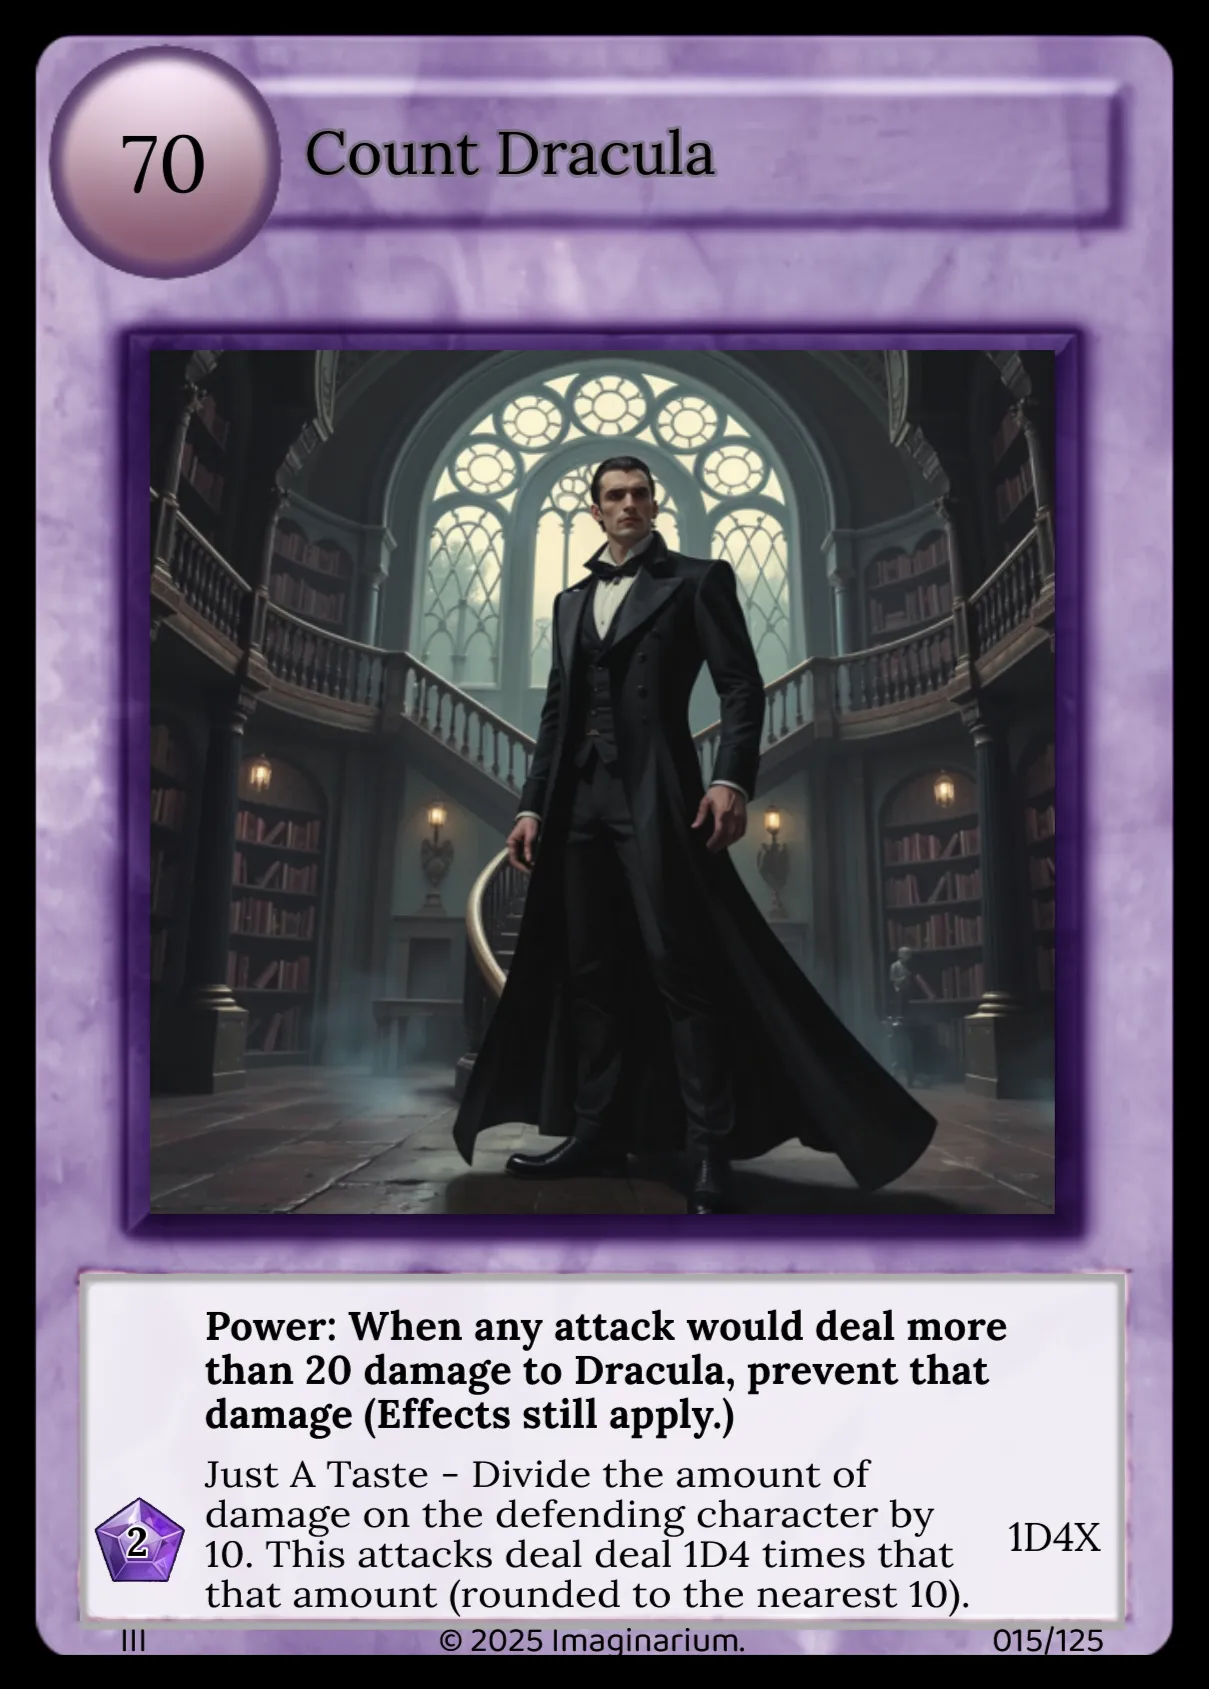 70
Count Dracula
Power: When any attack would deal more
than 20 damage to Dracula, prevent that
damage (Effects still apply.)
Just A Taste - Divide the amount of
damage on the defending character by
10. This attacks deal deal 1D4 times that
that amount (rounded to the nearest 10).
2
1D4X
III
© 2025 Imaginarium.
015/125